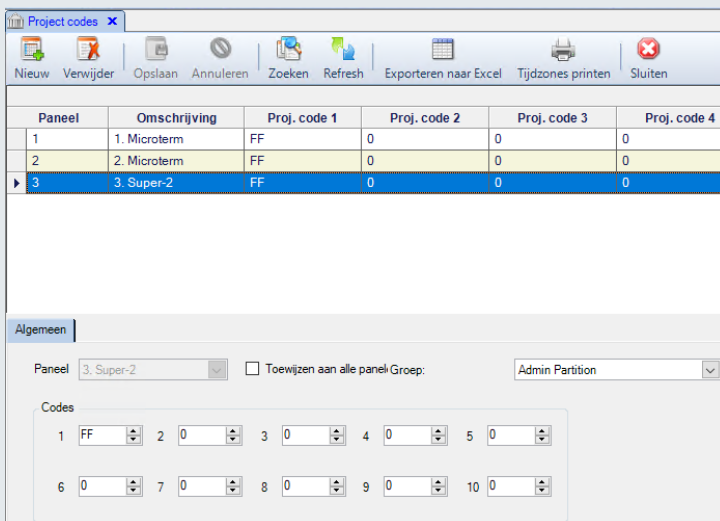 Project codes X
Nieuw Verwijder Opslaan Annuleren Zoeken Refresh Exporteren naar Excel Tijdzones printen Sluiten
Paneel Omschrijving Proj. code 1 Proj. code 2 Proj. code 3 Proj. code 4
1 1. Microterm FF 0 0 0
2 2. Microterm FF 0 0 0
3 3. Super-2 FF 0 0 0
Algemeen
Paneel 3. Super-2 Toewijzen aan alle panele Groep: Admin Partition
Codes
1 FF 2 0 3 0 4 0 5 0
6 0 7 0 8 0 9 0 10 0